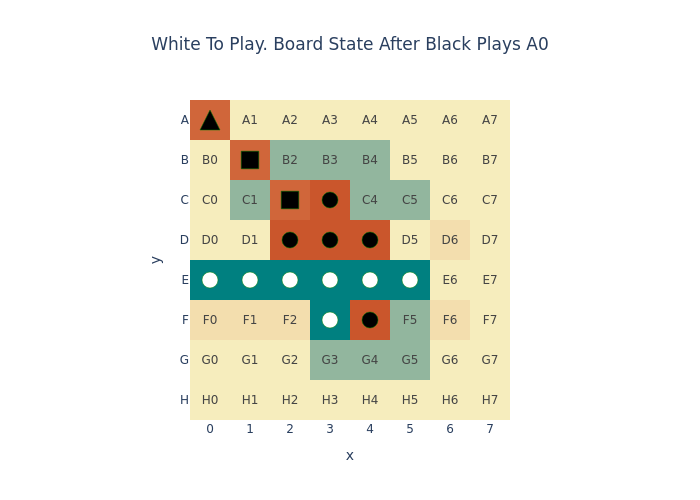 White To Play. Board State After Black Plays A0
A A1 A2 A3 A4 A5 A6 A7
B B0 B2 B3 B4 B5 B6 B7
C C0 C1 C4 C5 C6 C7
D D0 D1 D5 D6 D7
y
E E6 E7
F F0 F1 F2 F5 F6 F7
G G0 G1 G2 G3 G4 G5 G6 G7
H H0 H1 H2 H3 H4 H5 H6 H7
0 1 2 3 4 5 6 7
x